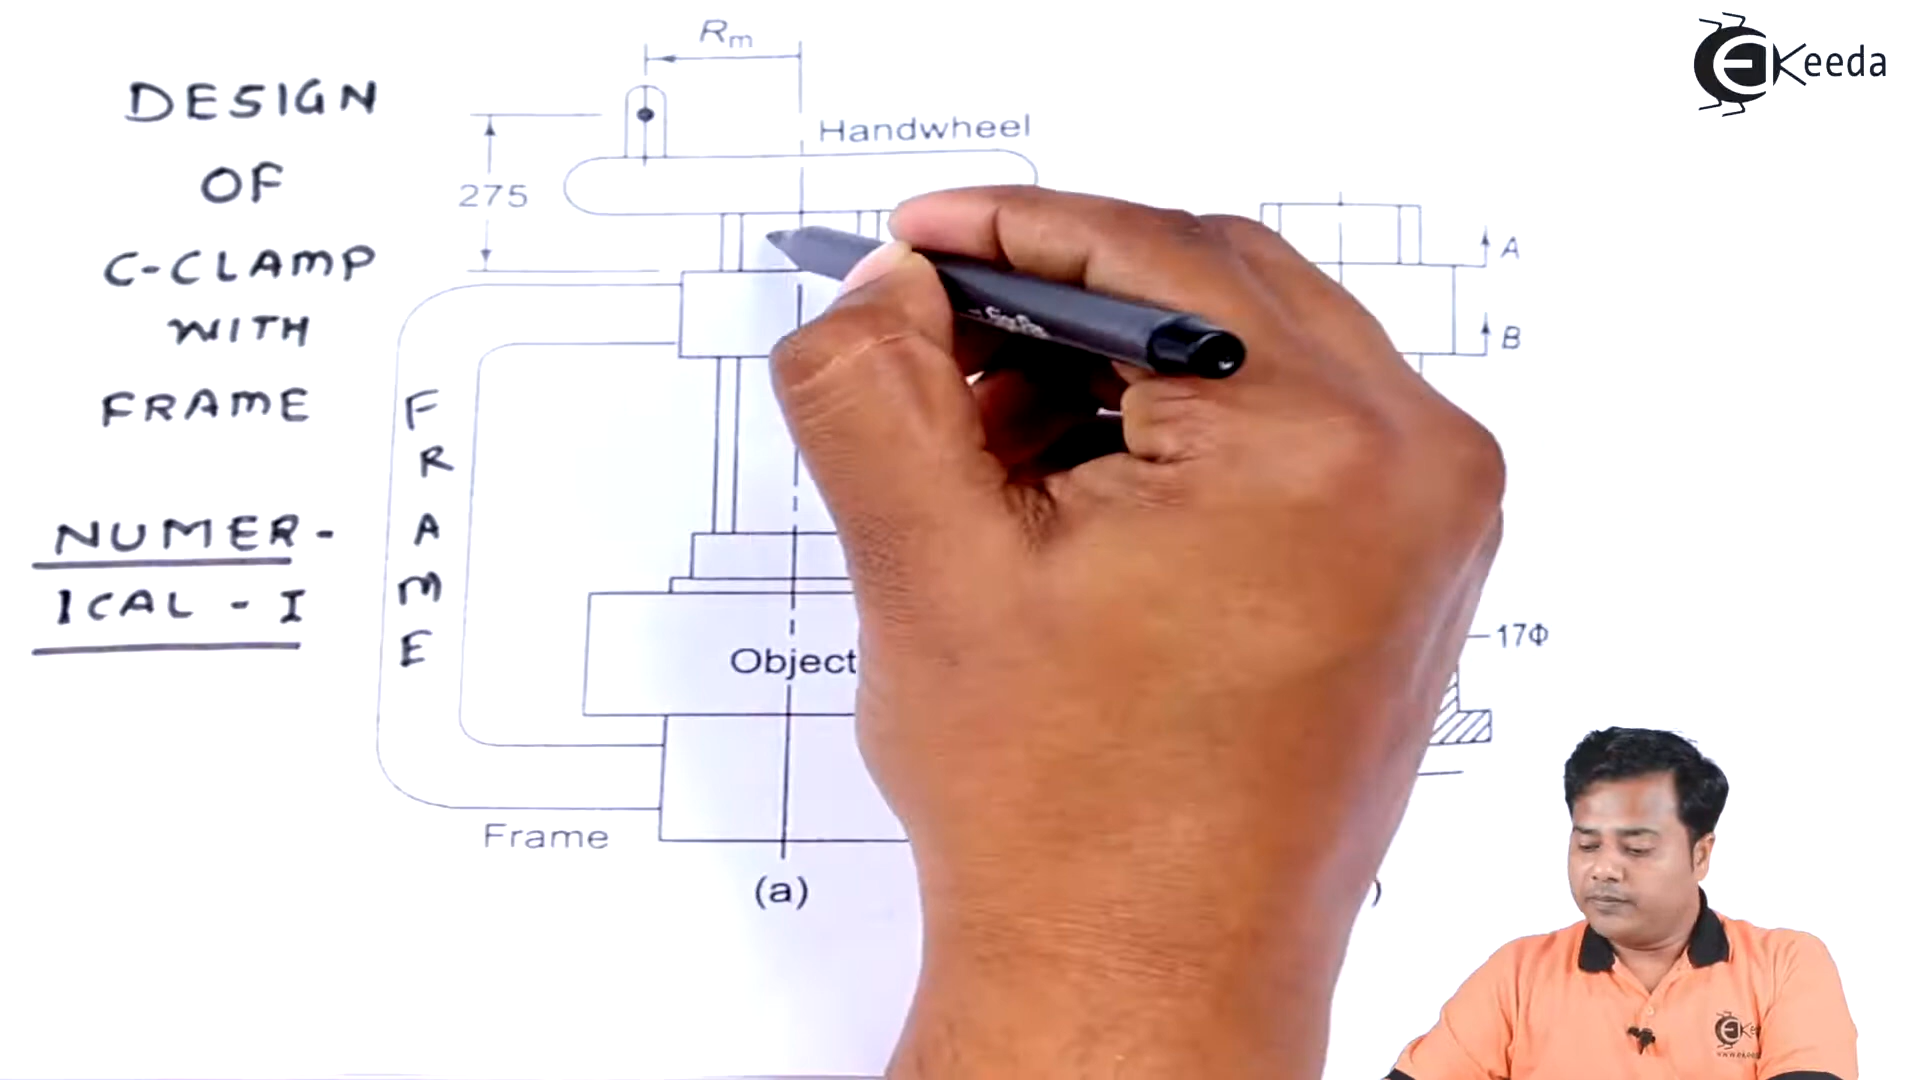 DESIGN
OF
C-CLAMP
WITH
FRAME
NUMER-
ICAL - I
Rm
Handwheel
275
F
R
A
M
E
Object
Frame
(a)
A
B
17Φ
)
Keeda